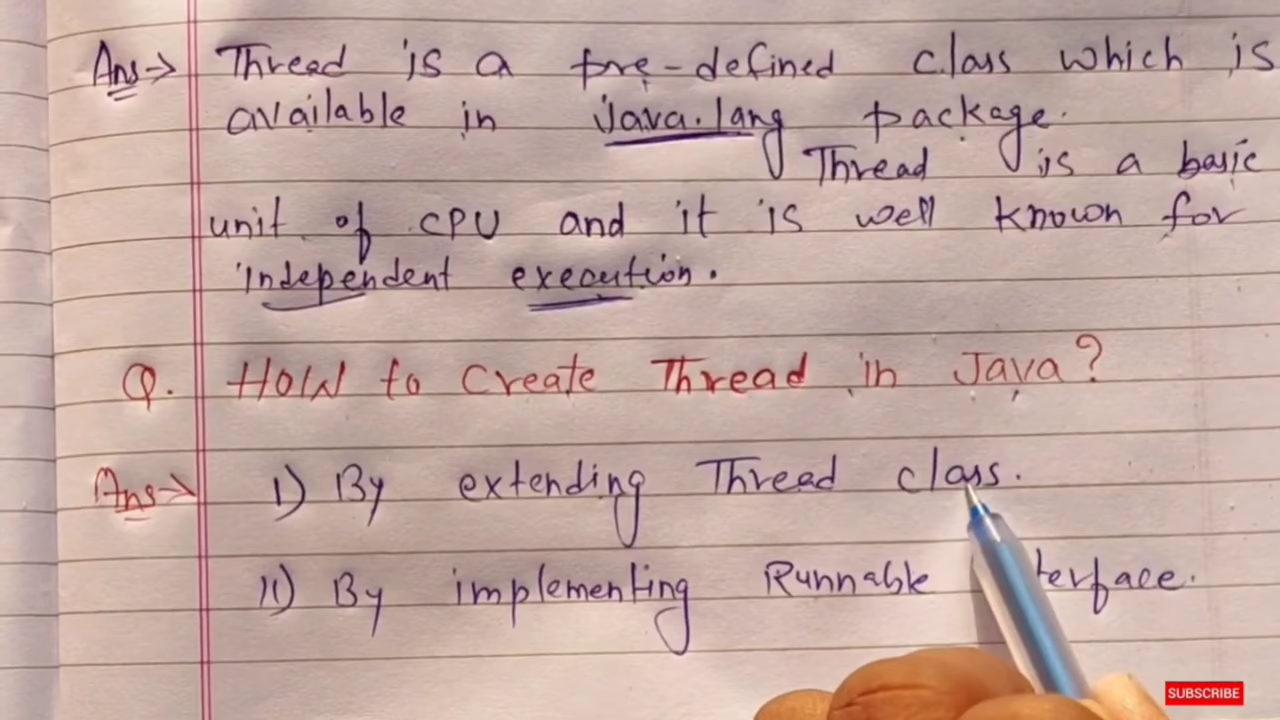 Ans→ Thread is a pre-defined class which is
available in java.lang package.
Thread is a basic
unit of CPU and it is well known for
independent execution.
Q. HOW to Create Thread in Java?
Ans→ I) By extending Thread class.
II) By implementing Runnable terface.
SUBSCRIBE